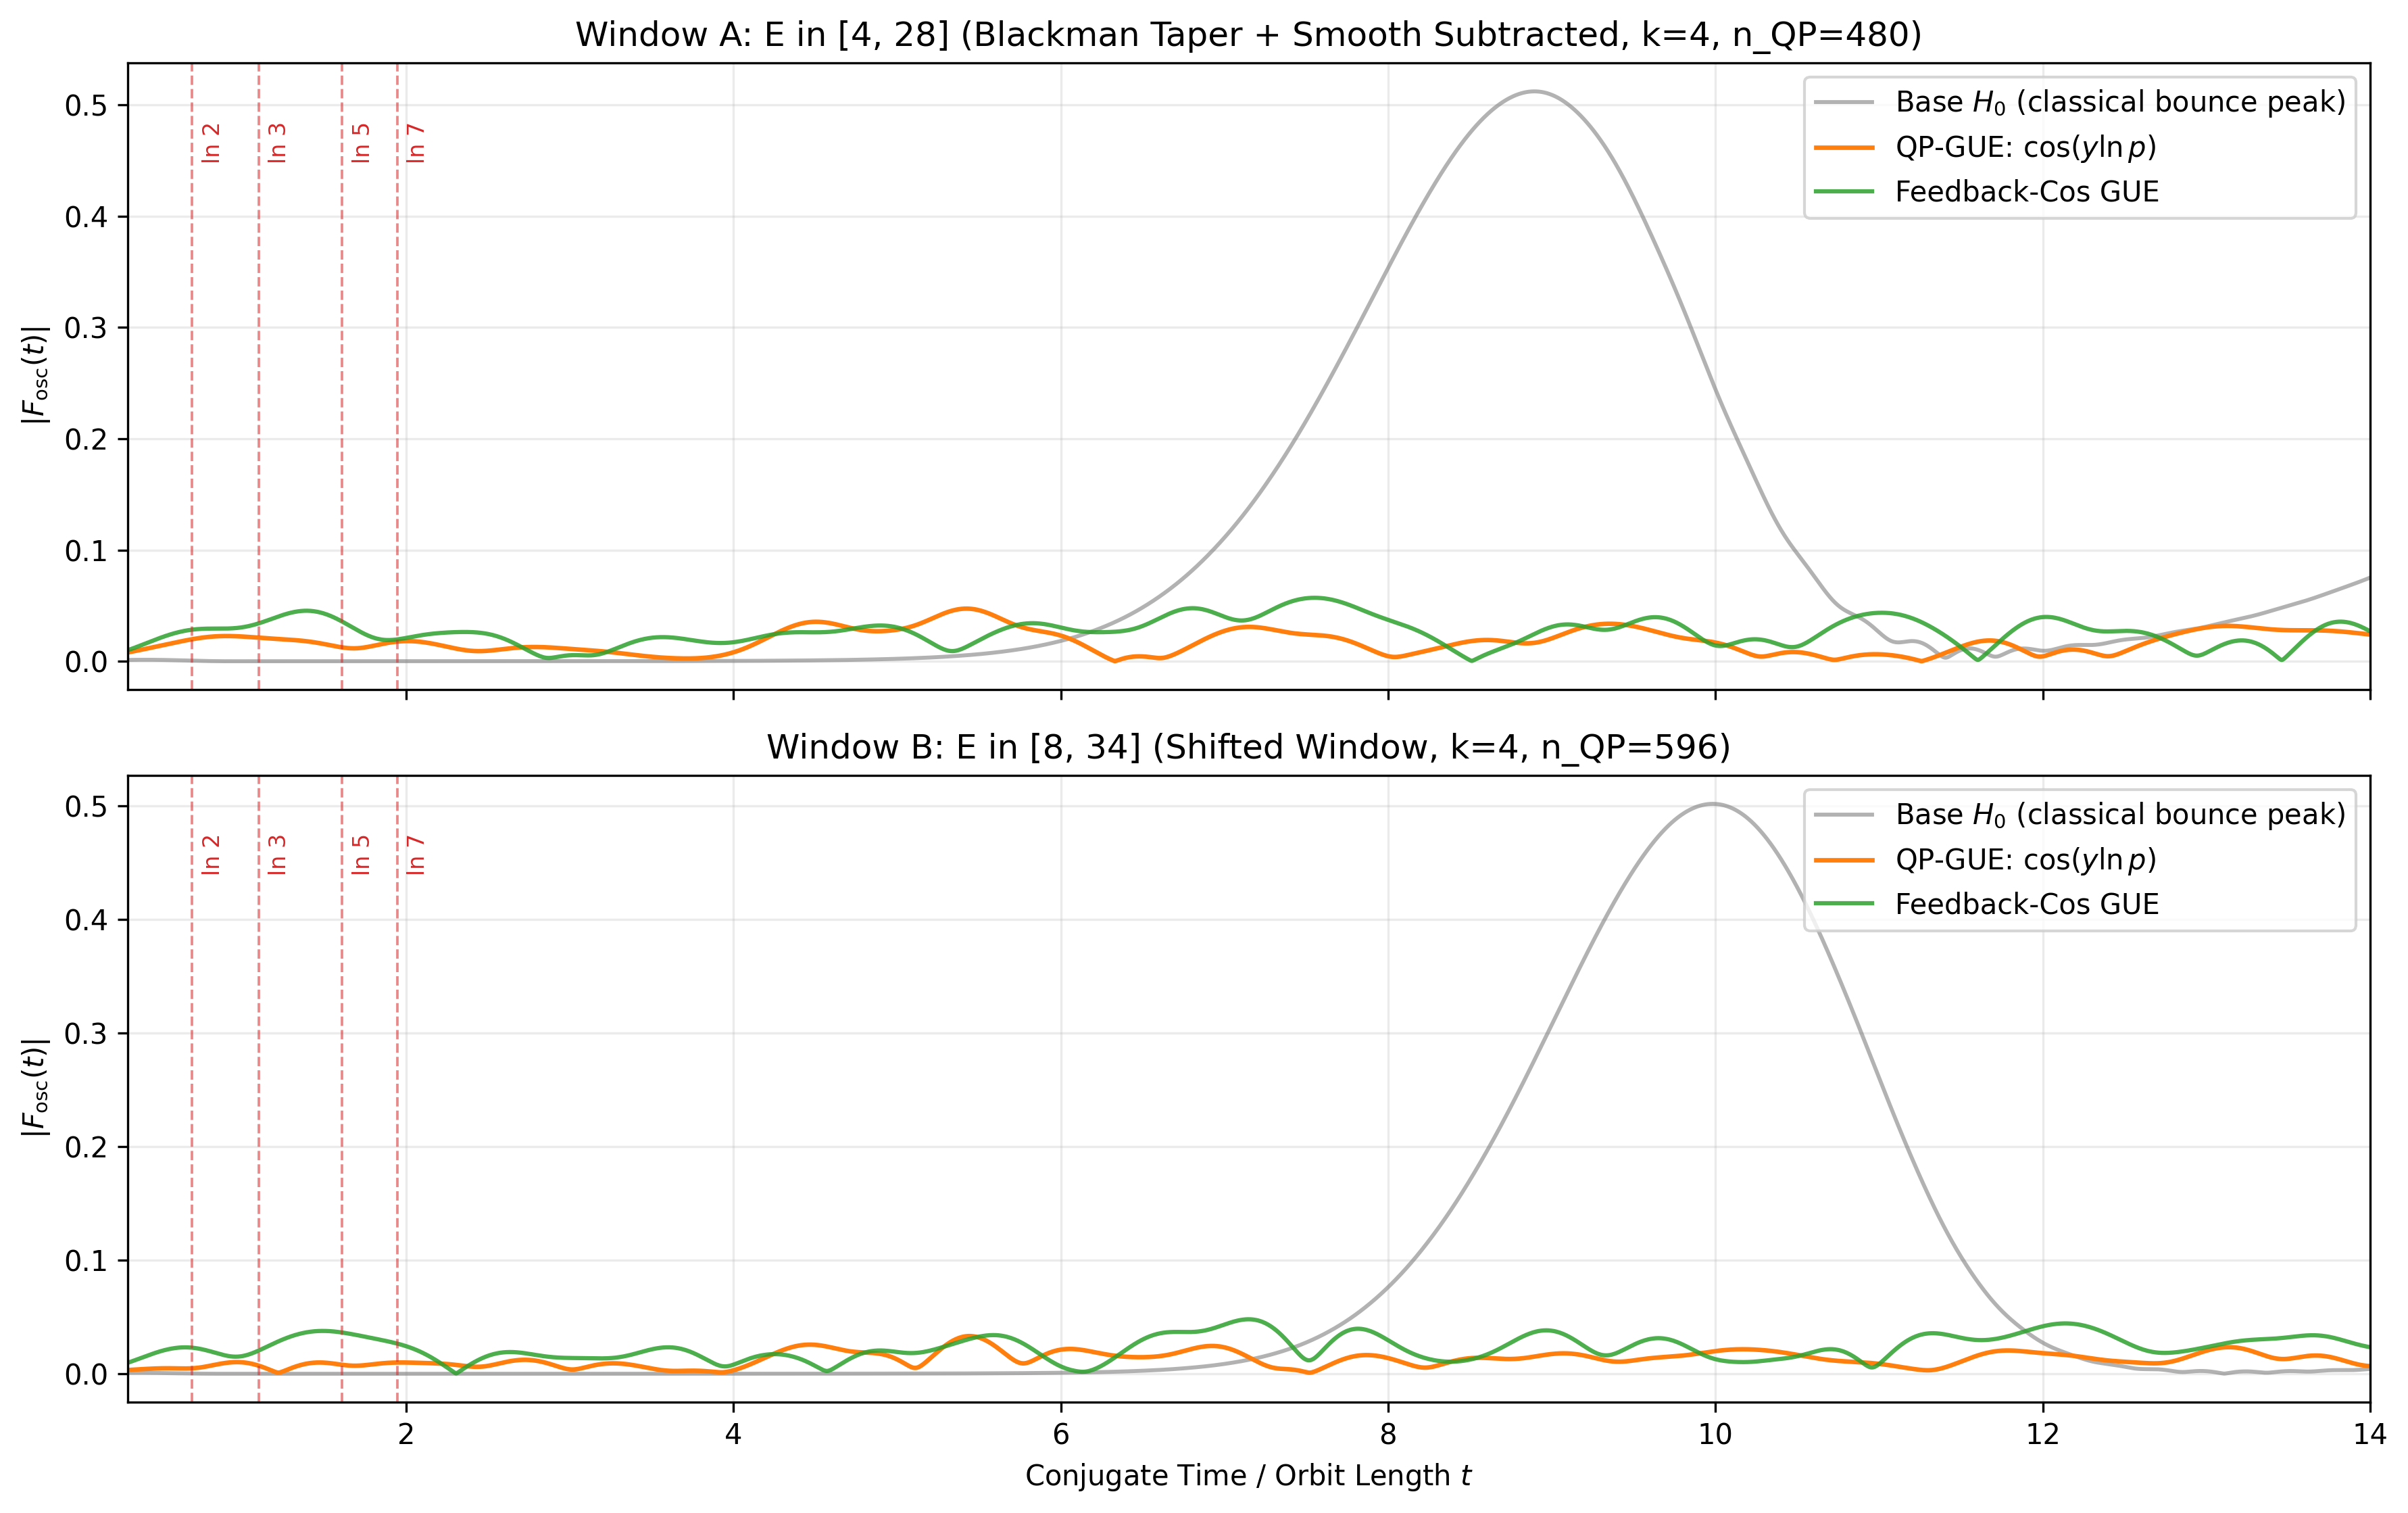 Window A: E in [4, 28] (Blackman Taper + Smooth Subtracted, k=4, n_QP=480)
|F_osc(t)|
0.5
0.4
0.3
0.2
0.1
0.0
ln 2
ln 3
ln 5
ln 7
Base H₀ (classical bounce peak)
QP-GUE: cos(y ln p)
Feedback-Cos GUE
Window B: E in [8, 34] (Shifted Window, k=4, n_QP=596)
|F_osc(t)|
0.5
0.4
0.3
0.2
0.1
0.0
ln 2
ln 3
ln 5
ln 7
Base H₀ (classical bounce peak)
QP-GUE: cos(y ln p)
Feedback-Cos GUE
2 4 6 8 10 12 14
Conjugate Time / Orbit Length t